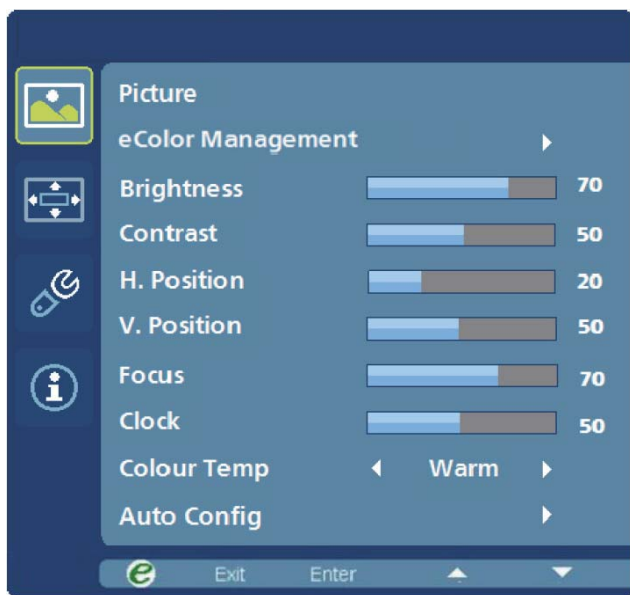 Picture
eColor Management
Brightness 70
Contrast 50
H. Position 20
V. Position 50
Focus 70
Clock 50
Colour Temp Warm
Auto Config
e Exit Enter